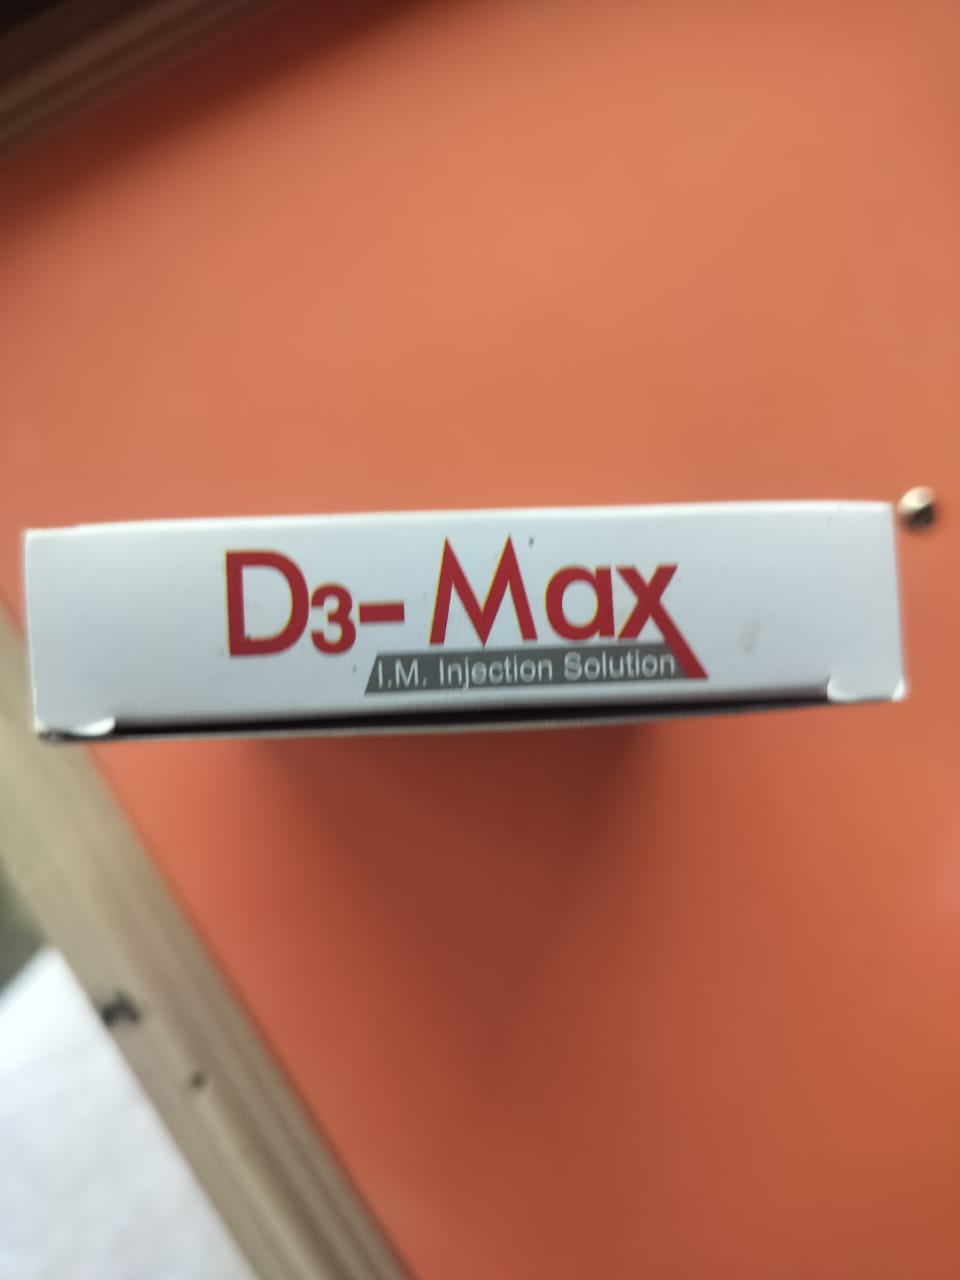 D3-Max
I.M. Injection Solution